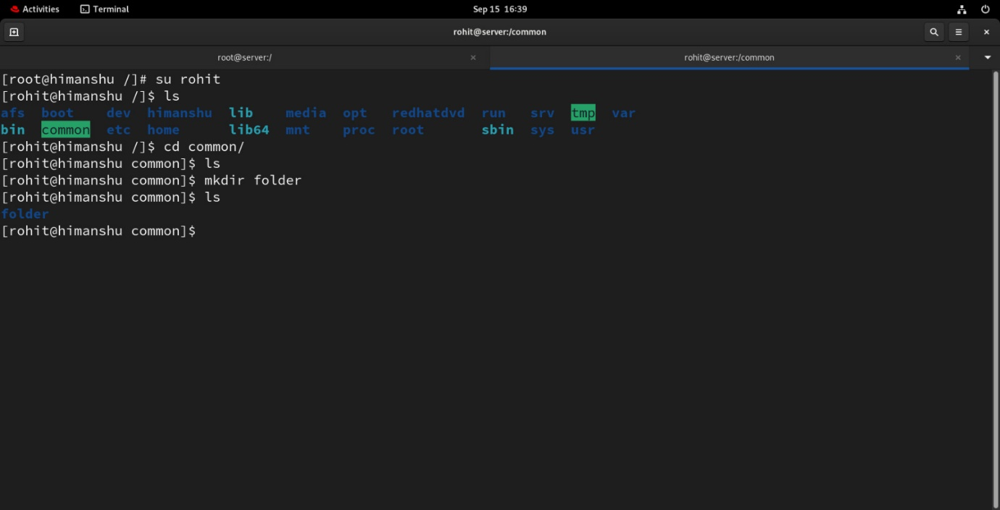 Activities Terminal Sep 15 16:39
rohit@server:/common
root@server:/ rohit@server:/common
[root@himanshu /]# su rohit
[rohit@himanshu /]$ ls
afs boot dev himanshu lib media opt redhatdvd run srv tmp var
bin common etc home lib64 mnt proc root sbin sys usr
[rohit@himanshu /]$ cd common/
[rohit@himanshu common]$ ls
[rohit@himanshu common]$ mkdir folder
[rohit@himanshu common]$ ls
folder
[rohit@himanshu common]$